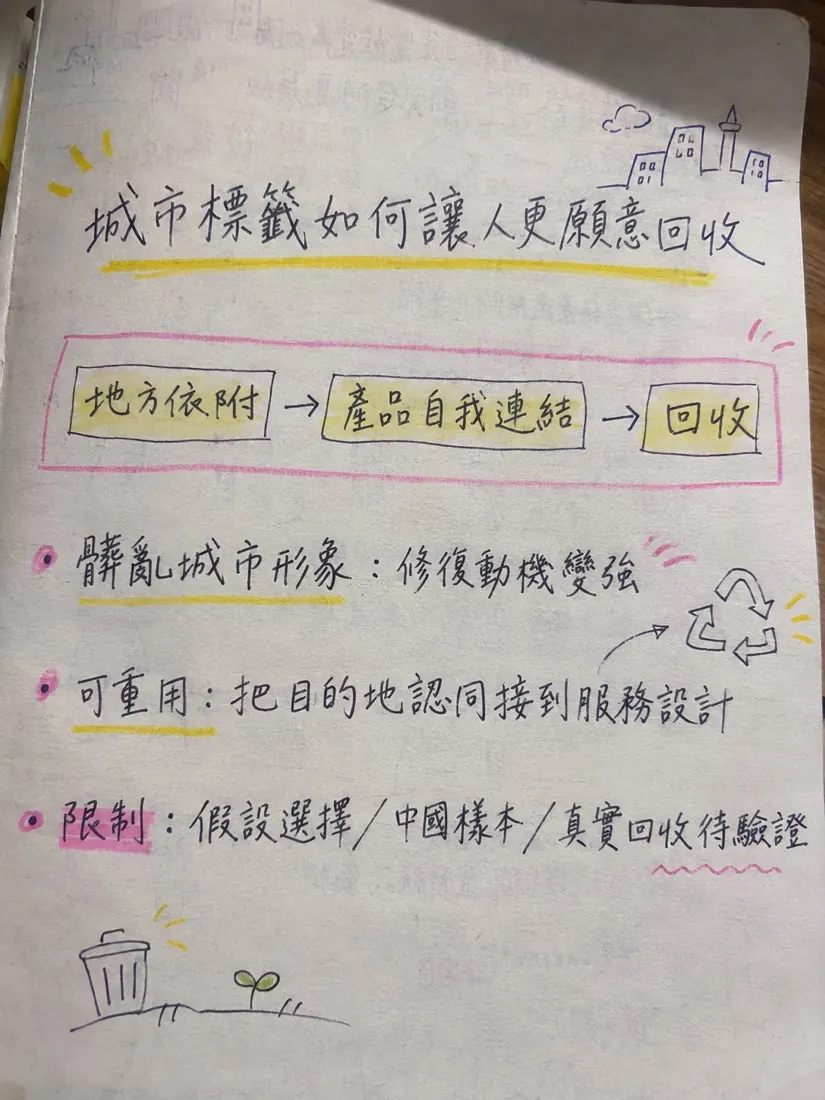 城市標籤如何讓人更願意回收
地方依附 → 產品自我連結 → 回收
髒亂城市形象：修復動機變強
可重用：把目的地認同接到服務設計
限制：假設選擇/中國樣本/真實回收待驗證